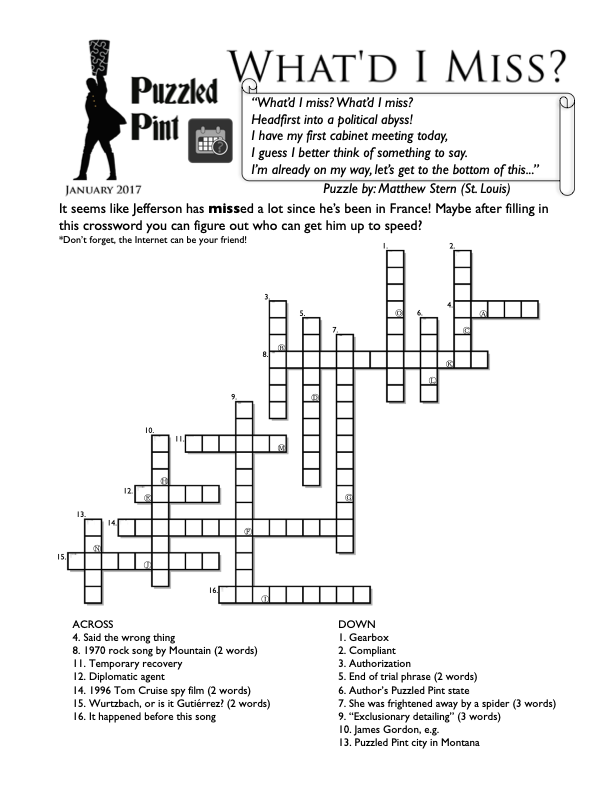 WHAT'D I MISS?
Puzzled
Pint
?
JANUARY 2017
“What’d I miss? What’d I miss?
Headfirst into a political abyss!
I have my first cabinet meeting today,
I guess I better think of something to say.
I’m already on my way, let’s get to the bottom of this...”
Puzzle by: Matthew Stern (St. Louis)
It seems like Jefferson has missed a lot since he’s been in France! Maybe after filling in
this crossword you can figure out who can get him up to speed?
*Don’t forget, the Internet can be your friend!
1. 2.
3. 4.
5. O 6. A
7. C
B
8. K
L
9. D
10. 11.
M
H
12. E G
13. 14.
F
N
15. J
16. I
ACROSS
4. Said the wrong thing
8. 1970 rock song by Mountain (2 words)
11. Temporary recovery
12. Diplomatic agent
14. 1996 Tom Cruise spy film (2 words)
15. Wurtzbach, or is it Gutiérrez? (2 words)
16. It happened before this song
DOWN
1. Gearbox
2. Compliant
3. Authorization
5. End of trial phrase (2 words)
6. Author’s Puzzled Pint state
7. She was frightened away by a spider (3 words)
9. “Exclusionary detailing” (3 words)
10. James Gordon, e.g.
13. Puzzled Pint city in Montana